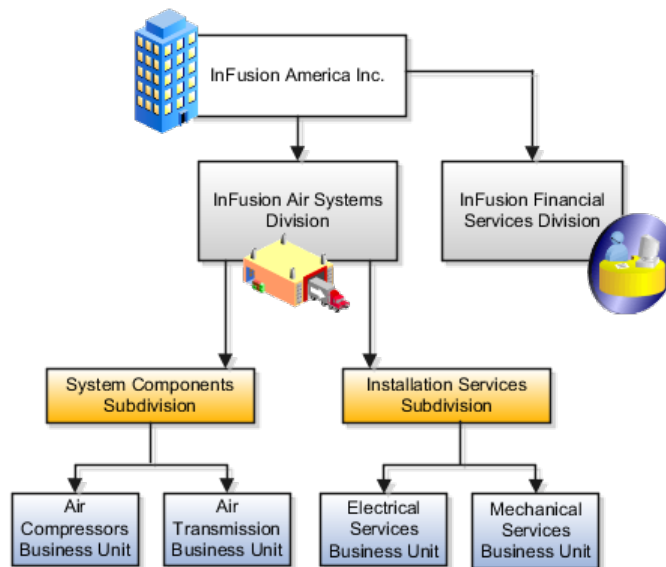 InFusion America Inc.
InFusion Air Systems
Division
InFusion Financial
Services Division
System Components
Subdivision
Installation Services
Subdivision
Air
Compressors
Business Unit
Air
Transmission
Business Unit
Electrical
Services
Business Unit
Mechanical
Services
Business Unit